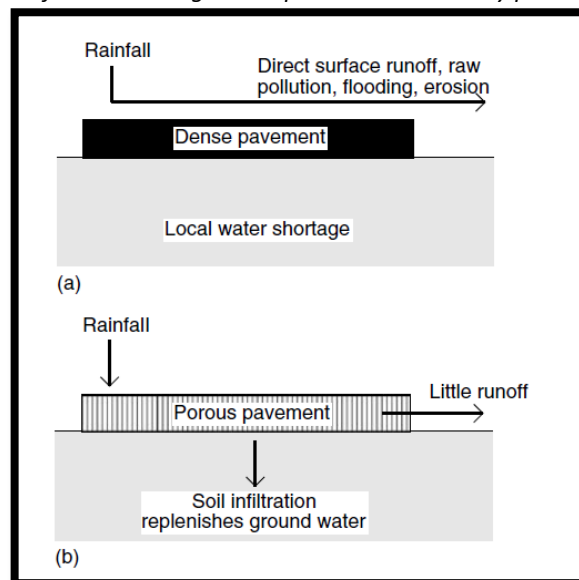 Rainfall
Direct surface runoff, raw
pollution, flooding, erosion
Dense pavement
Local water shortage
(a)
Rainfall
Little runoff
Porous pavement
Soil infiltration
replenishes ground water
(b)